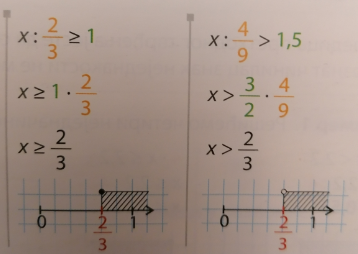 x : 2/3 ≥ 1
x ≥ 1 · 2/3
x ≥ 2/3
0 2/3 1
x : 4/9 > 1,5
x > 3/2 · 4/9
x > 2/3
0 2/3 1